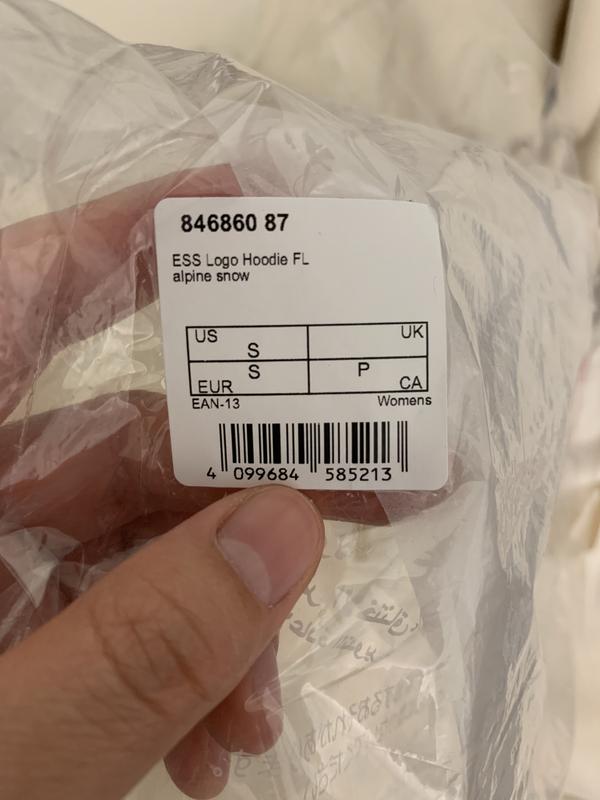 846860 87
ESS Logo Hoodie FL
alpine snow
US S UK
EUR S P CA
EAN-13 Womens
4 099684 585213